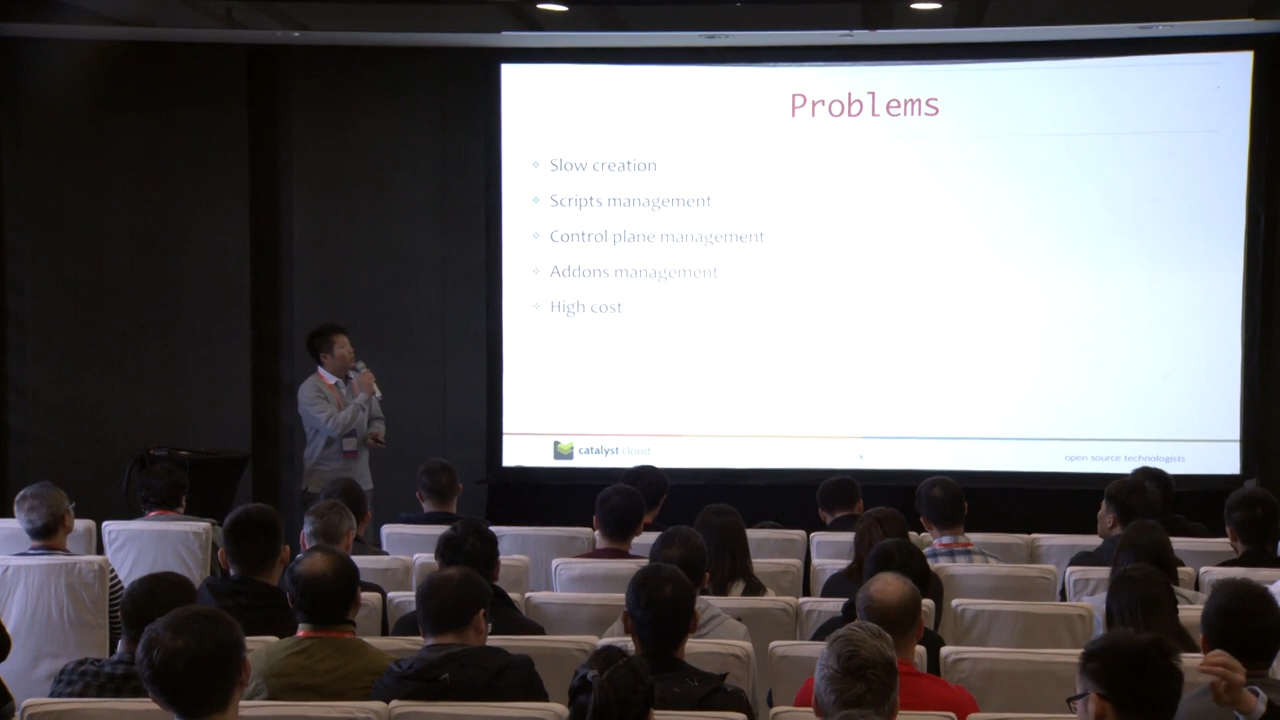 Problems
Slow creation
Scripts management
Control plane management
Addons management
High cost
catalyst cloud
open source technologists